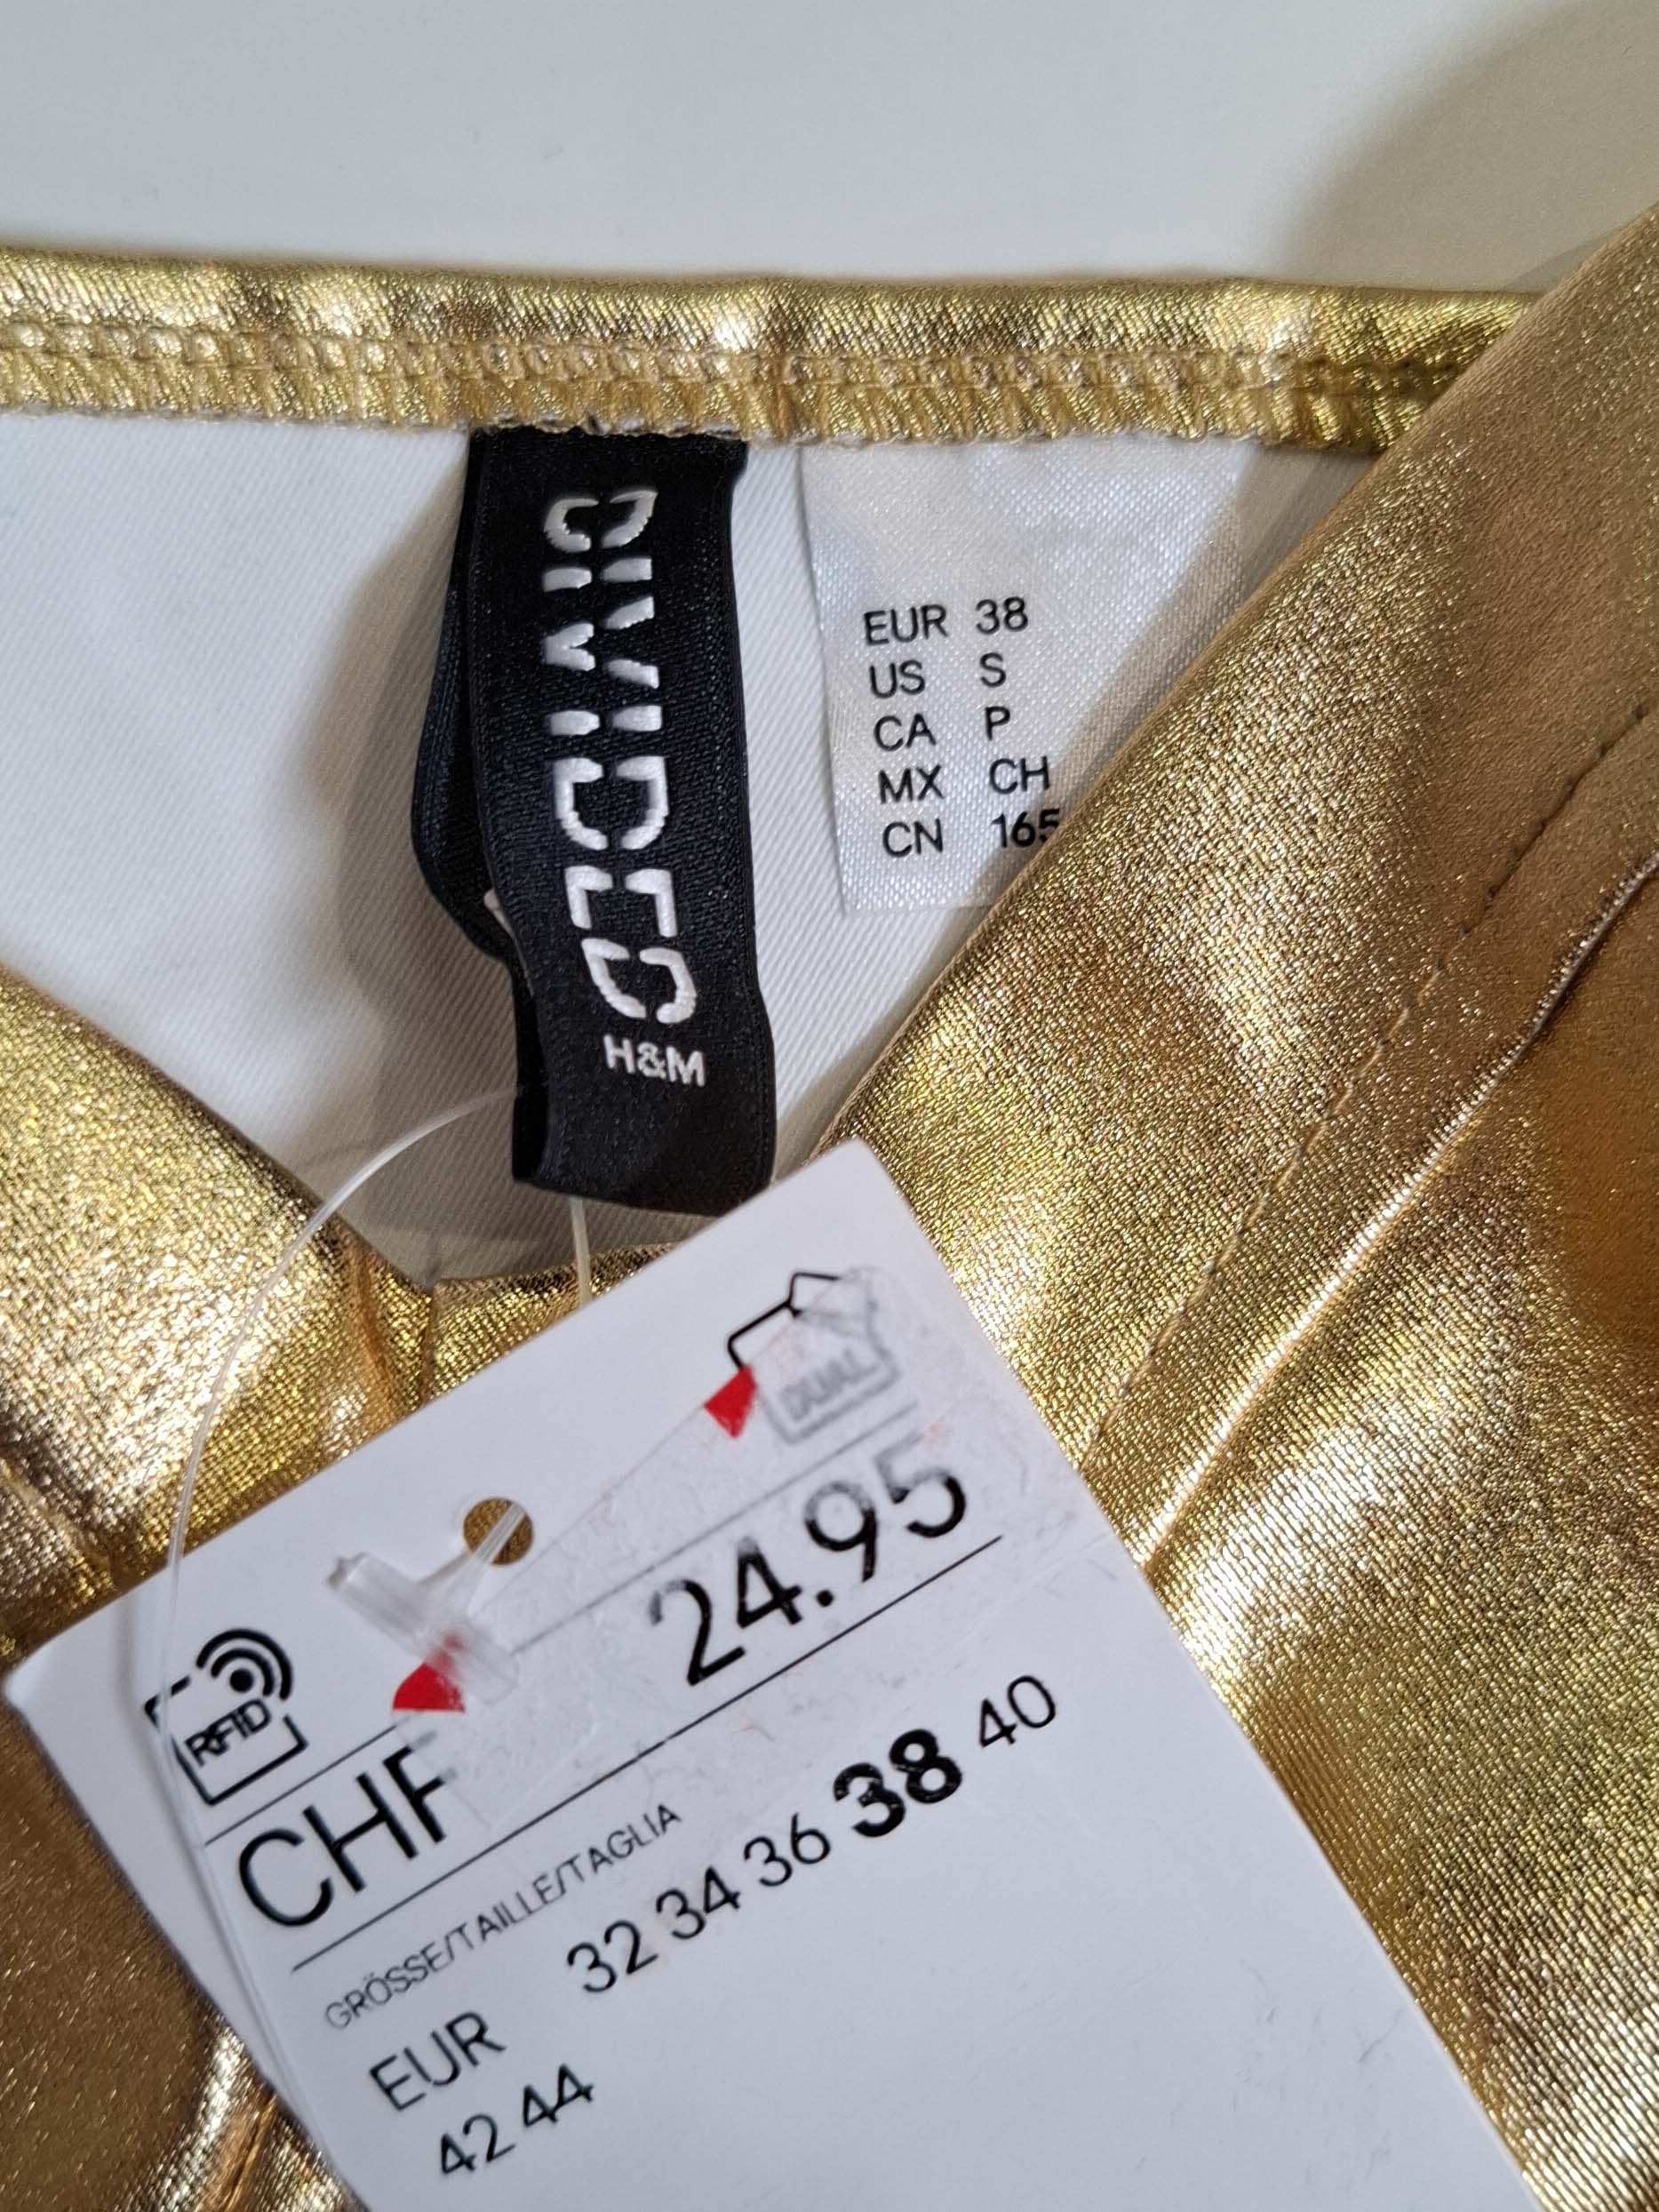 DIVIDED
H&M
EUR 38
US S
CA P
MX CH
CN 165
DUAL
RFID
CHF 24.95
GRÖSSE/TAILLE/TAGLIA
EUR 32 34 36 38 40
42 44